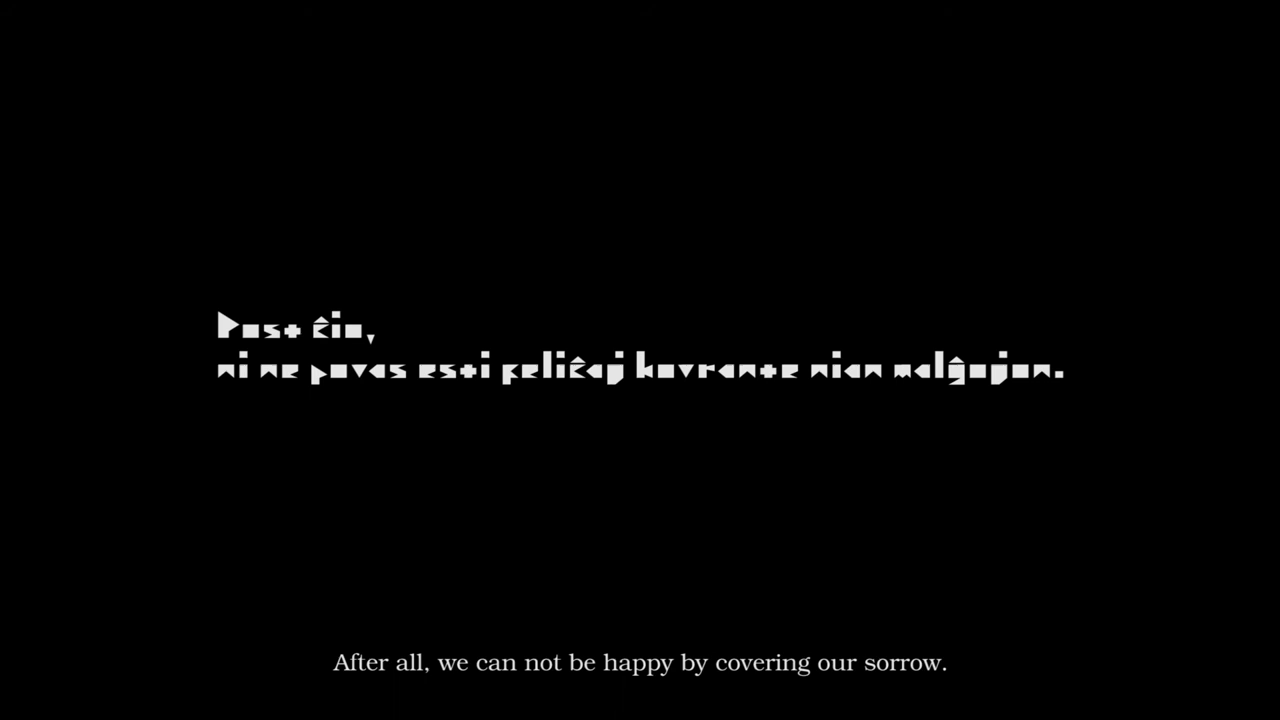 Post ĉio,
ni ne povas esti feliĉaj kovrante nian malĝojon.
After all, we can not be happy by covering our sorrow.